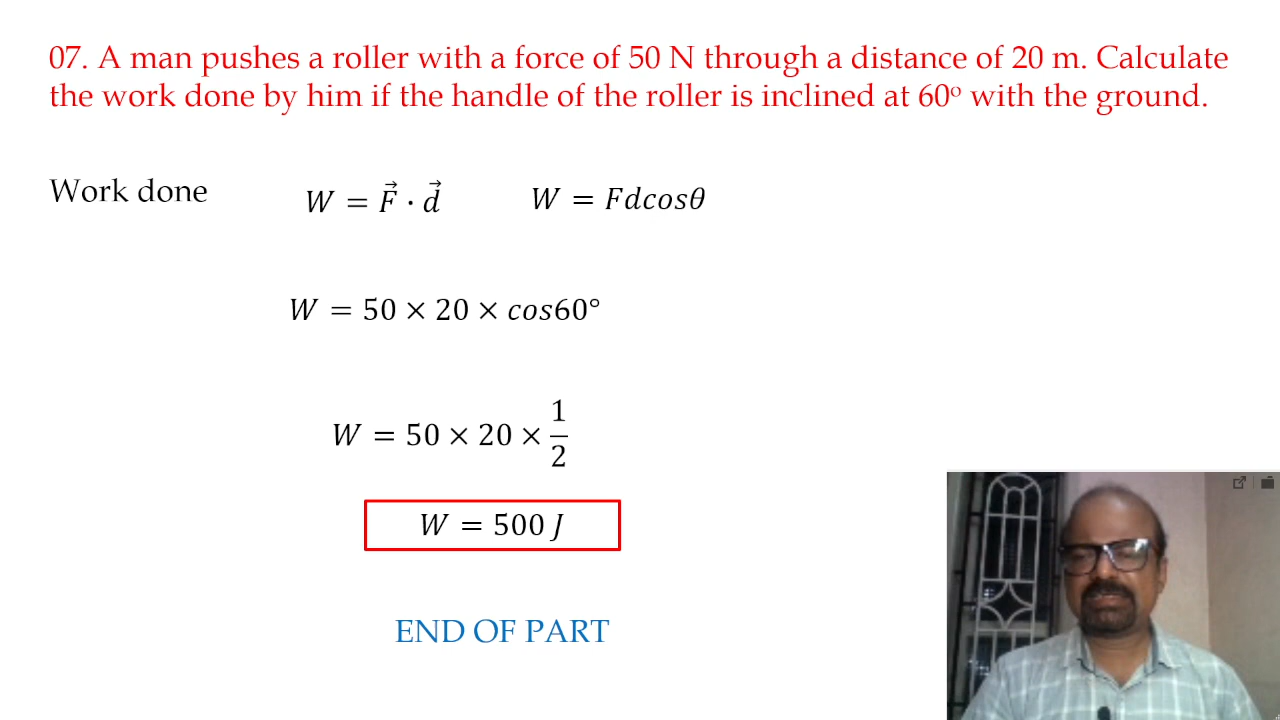 07. A man pushes a roller with a force of 50 N through a distance of 20 m. Calculate
the work done by him if the handle of the roller is inclined at 60ᵒ with the ground.
Work done W = F⃗ · d⃗ W = Fdcosθ
W = 50 × 20 × cos60°
W = 50 × 20 × 1/2
W = 500 J
END OF PART